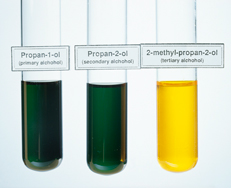 Propan-1-ol
(primary alcohol)
Propan-2-ol
(secondary alcohol)
2-methyl-propan-2-ol
(tertiary alcohol)